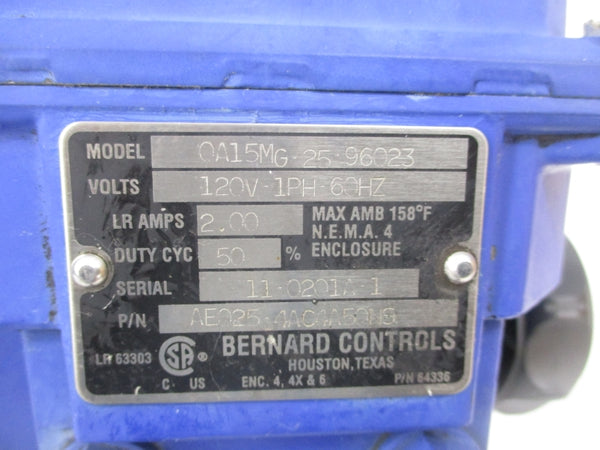 MODEL OA15MG-25-96023
VOLTS 120V-1PH-60HZ
LR AMPS 2.00 MAX AMB 158°F
N.E.M.A. 4
DUTY CYC 50 % ENCLOSURE
SERIAL 11-0201A-1
P/N
LR 63303 SA ® BERNARD CONTROLS
HOUSTON, TEXAS
C US ENC. 4, 4X & 6 P/N 64336